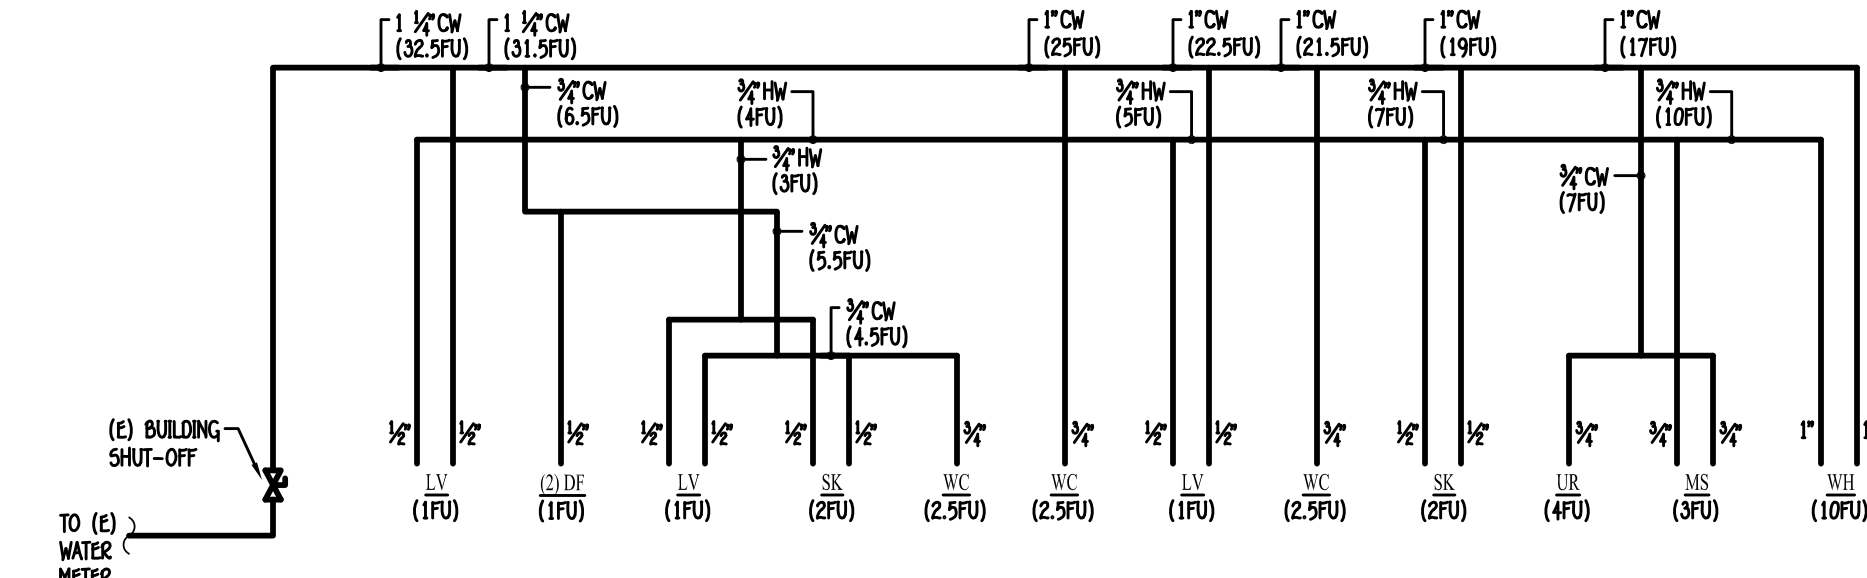 1 1/4" CW
(32.5FU)
1 1/4" CW
(31.5FU)
1" CW
(25FU)
1" CW
(22.5FU)
1" CW
(21.5FU)
1" CW
(19FU)
1" CW
(17FU)
3/4" CW
(6.5FU)
3/4" HW
(4FU)
3/4" HW
(5FU)
3/4" HW
(7FU)
3/4" HW
(10FU)
3/4" HW
(3FU)
3/4" CW
(7FU)
3/4" CW
(5.5FU)
3/4" CW
(4.5FU)
(E) BUILDING
SHUT-OFF
1/2"
1/2"
1/2"
1/2"
1/2"
1/2"
1/2"
3/4"
3/4"
1/2"
1/2"
3/4"
1/2"
1/2"
3/4"
3/4"
3/4"
1"
1
LV
(1FU)
(2) DF
(1FU)
LV
(1FU)
SK
(2FU)
WC
(2.5FU)
WC
(2.5FU)
LV
(1FU)
WC
(2.5FU)
SK
(2FU)
UR
(4FU)
MS
(3FU)
WH
(10FU)
TO (E)
WATER
METER